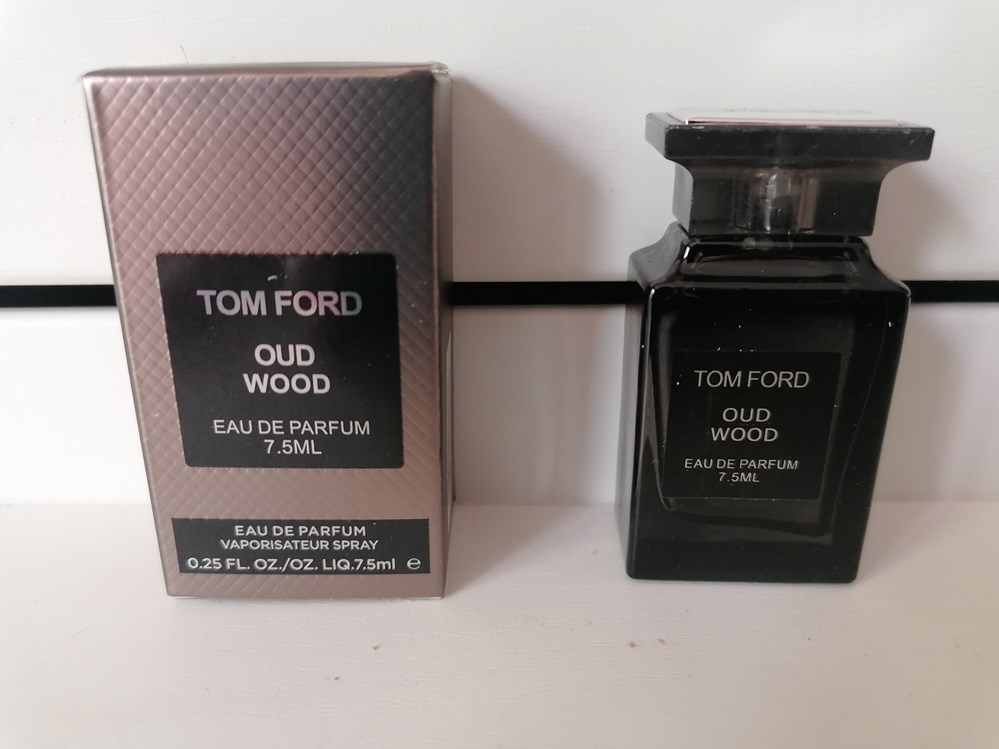 TOM FORD
OUD
WOOD
EAU DE PARFUM
7.5ML
EAU DE PARFUM
VAPORISATEUR SPRAY
0.25 FL. OZ./OZ. LIQ.7.5ml ℮
TOM FORD
OUD
WOOD
EAU DE PARFUM
7.5ML